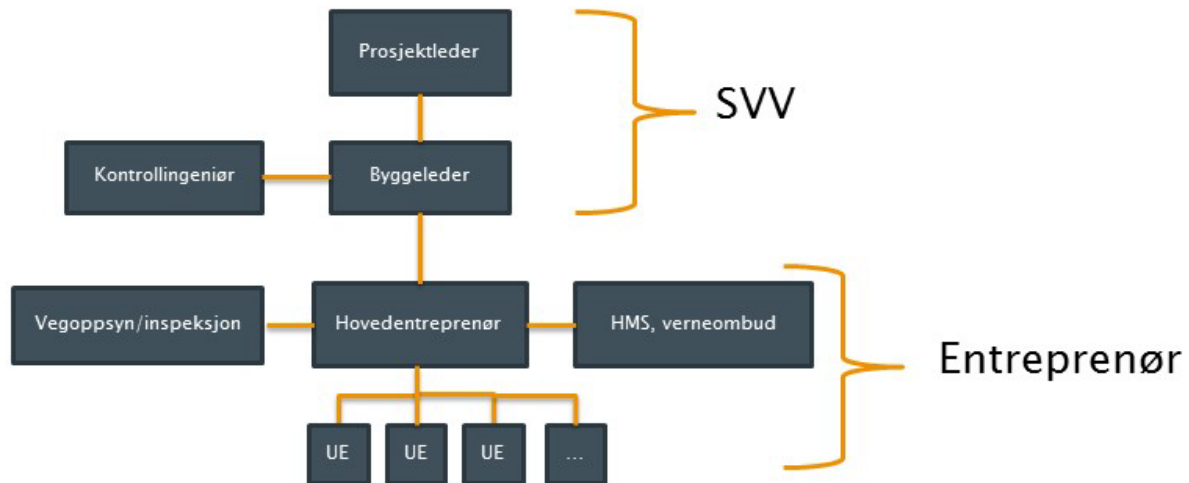 Prosjektleder
SVV
Kontrollingeniør
Byggeleder
Vegoppsyn/inspeksjon
Hovedentreprenør
HMS, verneombud
Entreprenør
UE
UE
UE
...